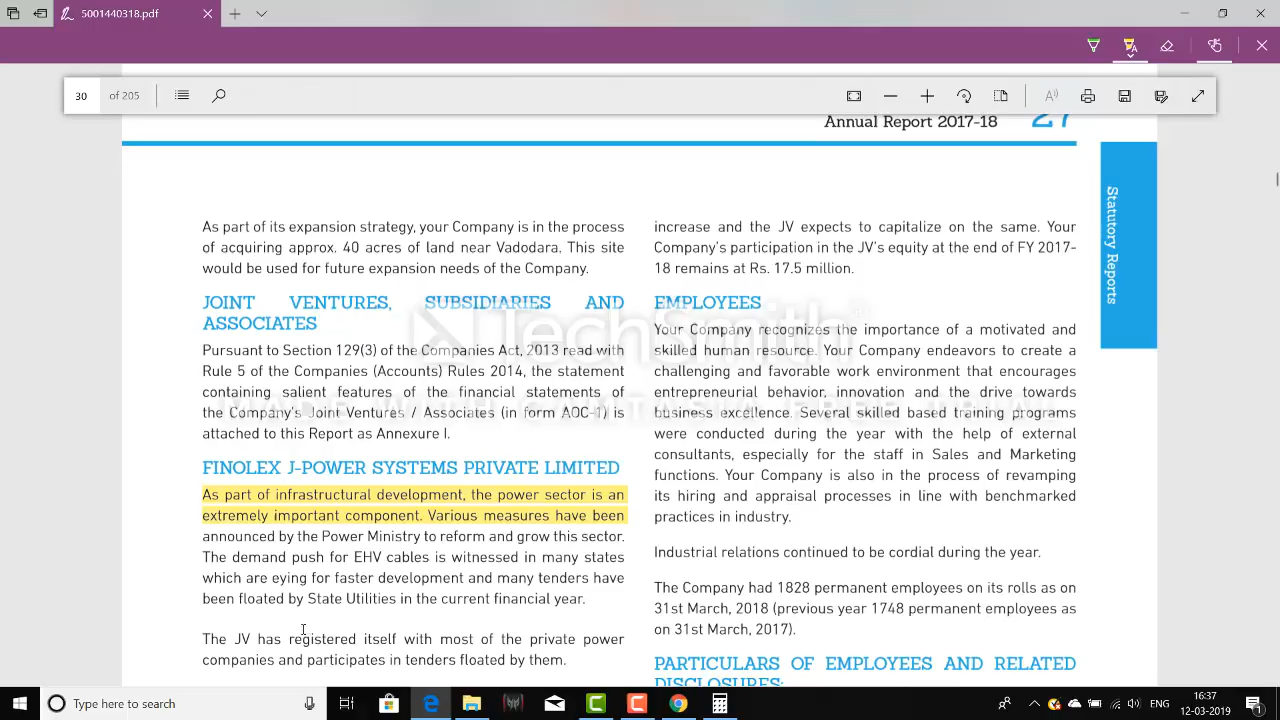 5001440318.pdf
30 of 205
Annual Report 2017-18 27
Statutory Reports
As part of its expansion strategy, your Company is in the process
of acquiring approx. 40 acres of land near Vadodara. This site
would be used for future expansion needs of the Company.
JOINT VENTURES, SUBSIDIARIES AND
ASSOCIATES
Pursuant to Section 129(3) of the Companies Act, 2013 read with
Rule 5 of the Companies (Accounts) Rules 2014, the statement
containing salient features of the financial statements of
the Company's Joint Ventures / Associates (in form AOC-1) is
attached to this Report as Annexure I.
FINOLEX J-POWER SYSTEMS PRIVATE LIMITED
As part of infrastructural development, the power sector is an
extremely important component. Various measures have been
announced by the Power Ministry to reform and grow this sector.
The demand push for EHV cables is witnessed in many states
which are eying for faster development and many tenders have
been floated by State Utilities in the current financial year.
The JV has registered itself with most of the private power
companies and participates in tenders floated by them.
increase and the JV expects to capitalize on the same. Your
Company's participation in the JV's equity at the end of FY 2017-
18 remains at Rs. 17.5 million.
EMPLOYEES
Your Company recognizes the importance of a motivated and
skilled human resource. Your Company endeavors to create a
challenging and favorable work environment that encourages
entrepreneurial behavior, innovation and the drive towards
business excellence. Several skilled based training programs
were conducted during the year with the help of external
consultants, especially for the staff in Sales and Marketing
functions. Your Company is also in the process of revamping
its hiring and appraisal processes in line with benchmarked
practices in industry.
Industrial relations continued to be cordial during the year.
The Company had 1828 permanent employees on its rolls as on
31st March, 2018 (previous year 1748 permanent employees as
on 31st March, 2017).
PARTICULARS OF EMPLOYEES AND RELATED
DISCLOSURES:
TechSmith
Type here to search
ENG
16:37
12-03-2019